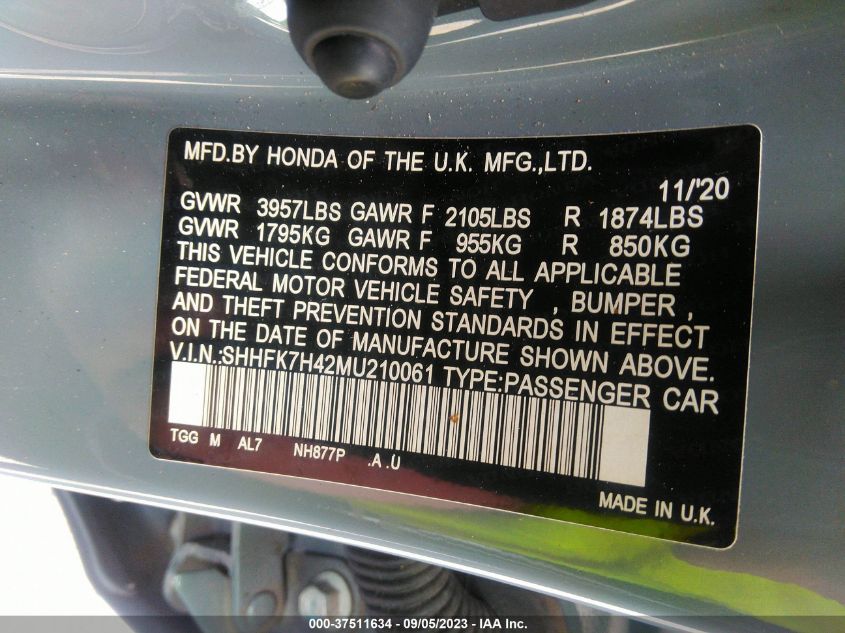 MFD.BY HONDA OF THE U.K. MFG.,LTD.
11/'20
GVWR 3957LBS GAWR F 2105LBS R 1874LBS
GVWR 1795KG GAWR F 955KG R 850KG
THIS VEHICLE CONFORMS TO ALL APPLICABLE
FEDERAL MOTOR VEHICLE SAFETY , BUMPER ,
AND THEFT PREVENTION STANDARDS IN EFFECT
ON THE DATE OF MANUFACTURE SHOWN ABOVE.
V.I.N.:SHHFK7H42MU210061 TYPE:PASSENGER CAR
TGG M AL7 NH877P .A .U
MADE IN U.K.
000-37511634 — 09/05/2023 — IAA Inc.